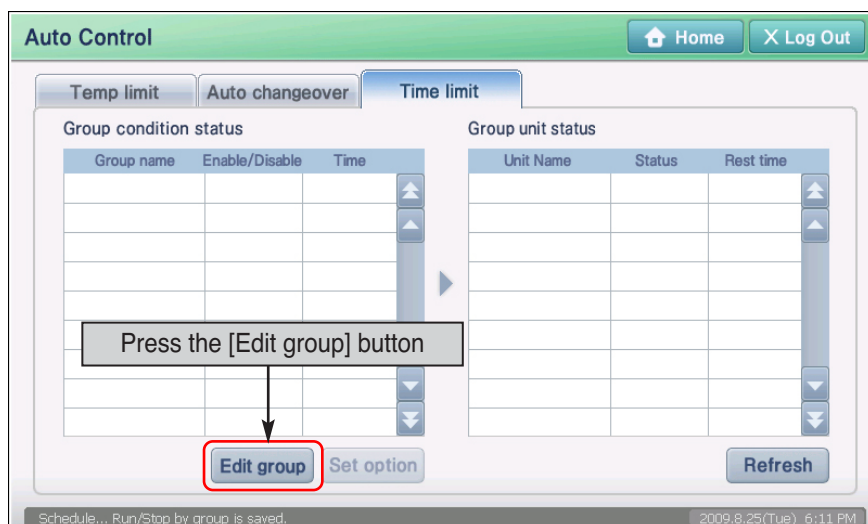 Auto Control
Home
X Log Out
Temp limit
Auto changeover
Time limit
Group condition status
Group unit status
Group name
Enable/Disable
Time
Unit Name
Status
Rest time
Press the [Edit group] button
Edit group
Set option
Refresh
Schedule... Run/Stop by group is saved.
2009.8.25(Tue) 6:11 PM